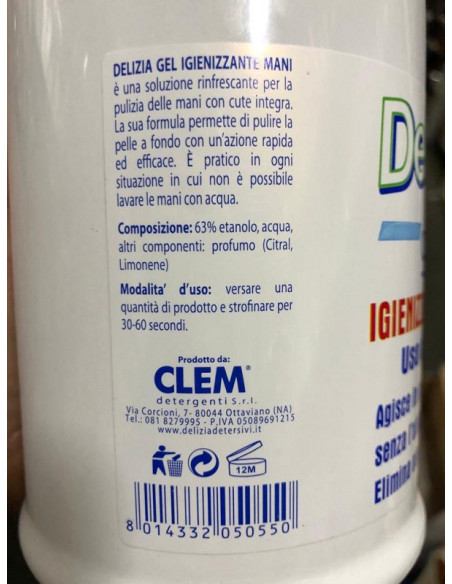 DELIZIA GEL IGIENIZZANTE MANI
è una soluzione rinfrescante per la
pulizia delle mani con cute integra.
La sua formula permette di pulire la
pelle a fondo con un'azione rapida
ed efficace. È pratico in ogni
situazione in cui non è possibile
lavare le mani con acqua.
Composizione: 63% etanolo, acqua,
altri componenti: profumo (Citral,
Limonene)
Modalita' d'uso: versare una
quantità di prodotto e strofinare per
30-60 secondi.
Prodotto da:
CLEM®
detergenti S.r.l.
Via Corcioni, 7- 80044 Ottaviano (NA)
Tel.: 081 8279995 - P.IVA 05089691215
www.deliziadetersivi.it
12M
8 014332 050550
De
IGIENIZ
Uso
Agisce in
senza l'
Elimina